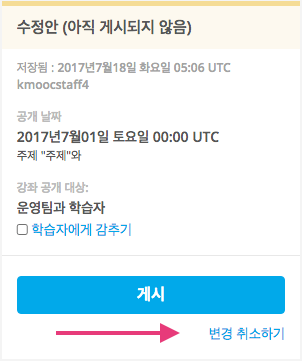 수정안 (아직 게시되지 않음)
저장됨 : 2017년7월18일 화요일 05:06 UTC
kmoocstaff4
공개 날짜
2017년7월01일 토요일 00:00 UTC
주제 "주제"와
강좌 공개 대상:
운영팀과 학습자
학습자에게 감추기
게시
변경 취소하기